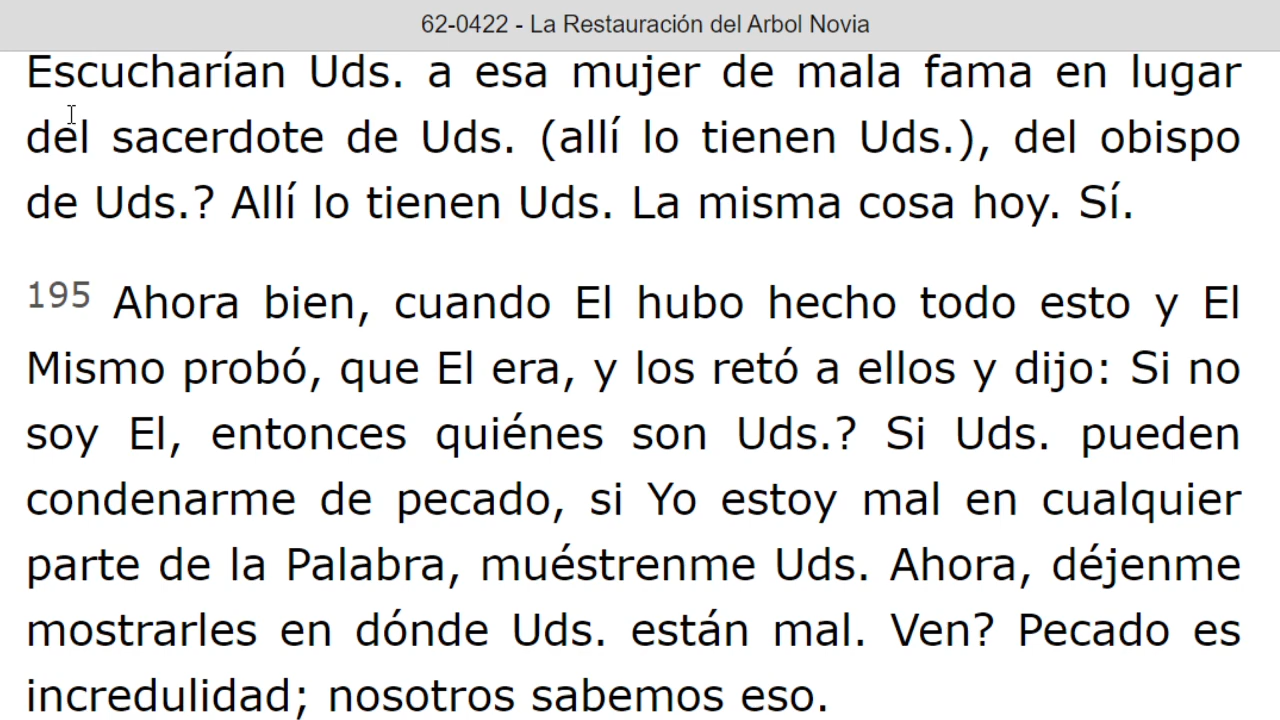 62-0422 - La Restauración del Arbol Novia
Escucharían Uds. a esa mujer de mala fama en lugar
del sacerdote de Uds. (allí lo tienen Uds.), del obispo
de Uds.? Allí lo tienen Uds. La misma cosa hoy. Sí.
195 Ahora bien, cuando El hubo hecho todo esto y El
Mismo probó, que El era, y los retó a ellos y dijo: Si no
soy El, entonces quiénes son Uds.? Si Uds. pueden
condenarme de pecado, si Yo estoy mal en cualquier
parte de la Palabra, muéstrenme Uds. Ahora, déjenme
mostrarles en dónde Uds. están mal. Ven? Pecado es
incredulidad; nosotros sabemos eso.